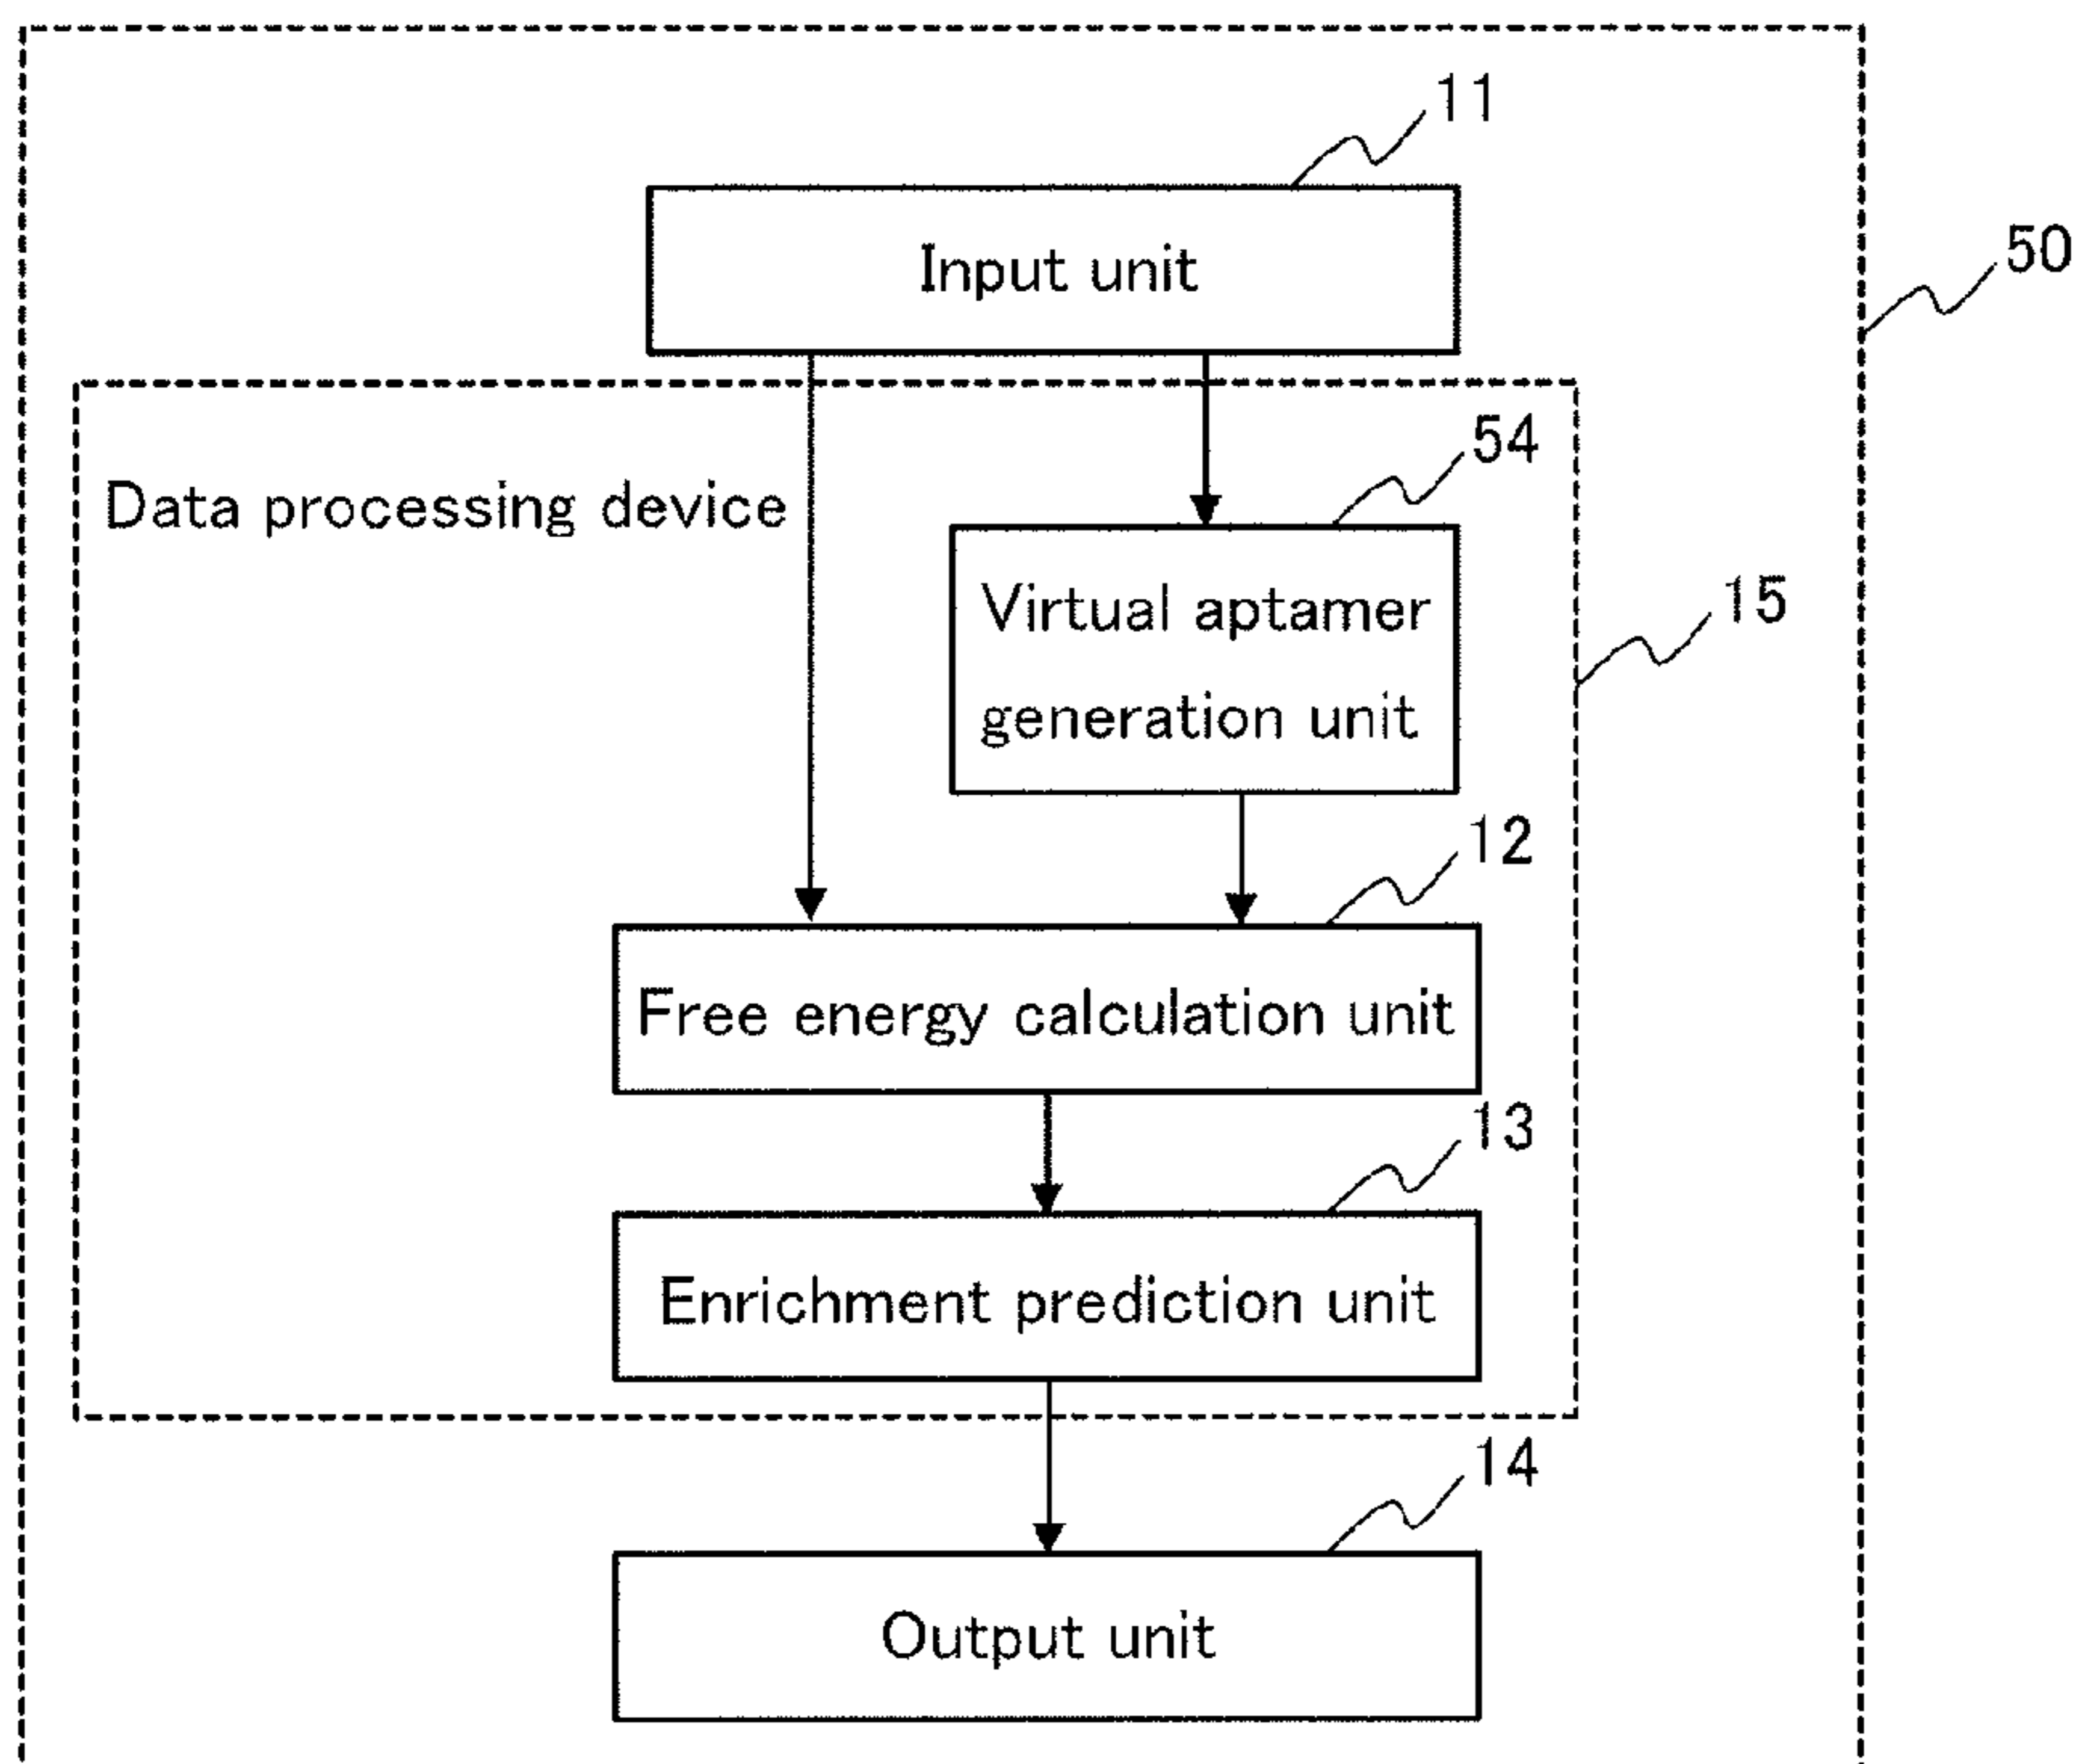 11
Input unit
50
54
Data processing device
Virtual aptamer
generation unit
15
12
Free energy calculation unit
13
Enrichment prediction unit
14
Output unit